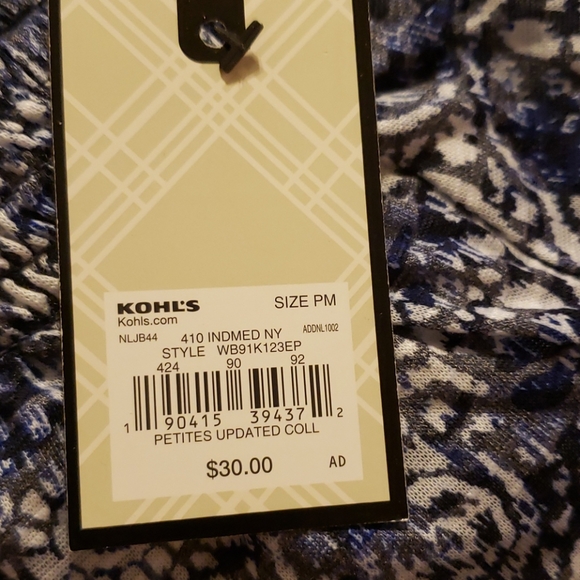 KOHL'S SIZE PM
Kohls.com
NLJB44 410 INDMED NY ADDNL1002
STYLE WB91K123EP
424 90 92
1 90415 39437 2
PETITES UPDATED COLL
$30.00 AD